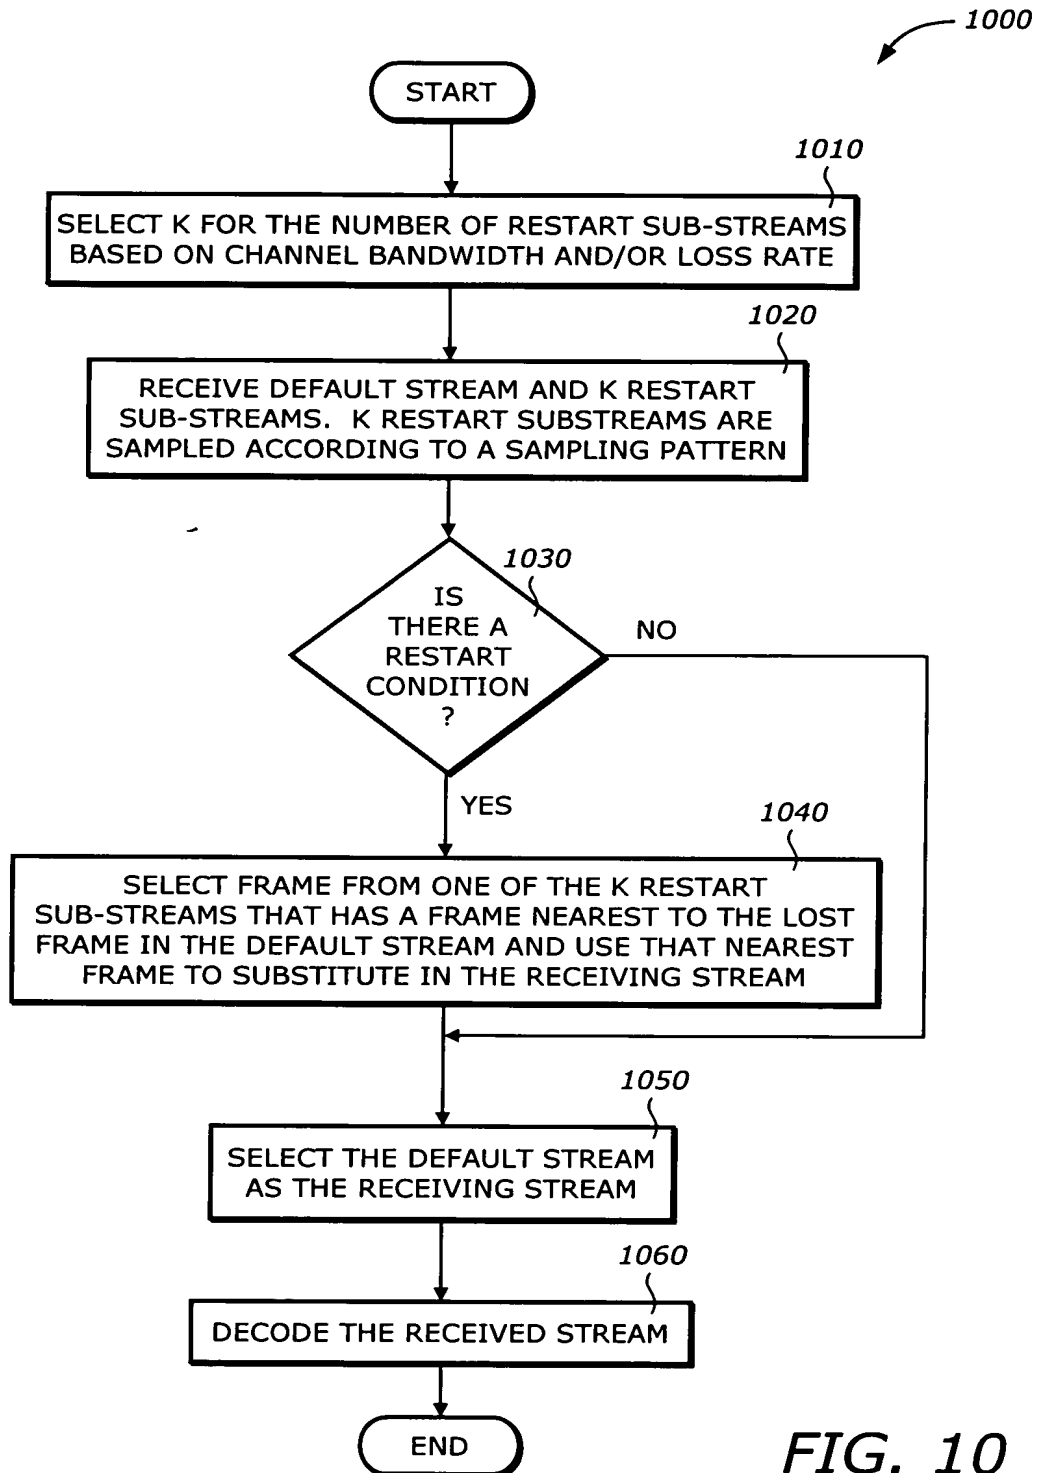 1000
START
1010
SELECT K FOR THE NUMBER OF RESTART SUB-STREAMS
BASED ON CHANNEL BANDWIDTH AND/OR LOSS RATE
1020
RECEIVE DEFAULT STREAM AND K RESTART
SUB-STREAMS. K RESTART SUBSTREAMS ARE
SAMPLED ACCORDING TO A SAMPLING PATTERN
1030
IS
THERE A
RESTART
CONDITION
?
NO
YES
1040
SELECT FRAME FROM ONE OF THE K RESTART
SUB-STREAMS THAT HAS A FRAME NEAREST TO THE LOST
FRAME IN THE DEFAULT STREAM AND USE THAT NEAREST
FRAME TO SUBSTITUTE IN THE RECEIVING STREAM
1050
SELECT THE DEFAULT STREAM
AS THE RECEIVING STREAM
1060
DECODE THE RECEIVED STREAM
END
FIG. 10